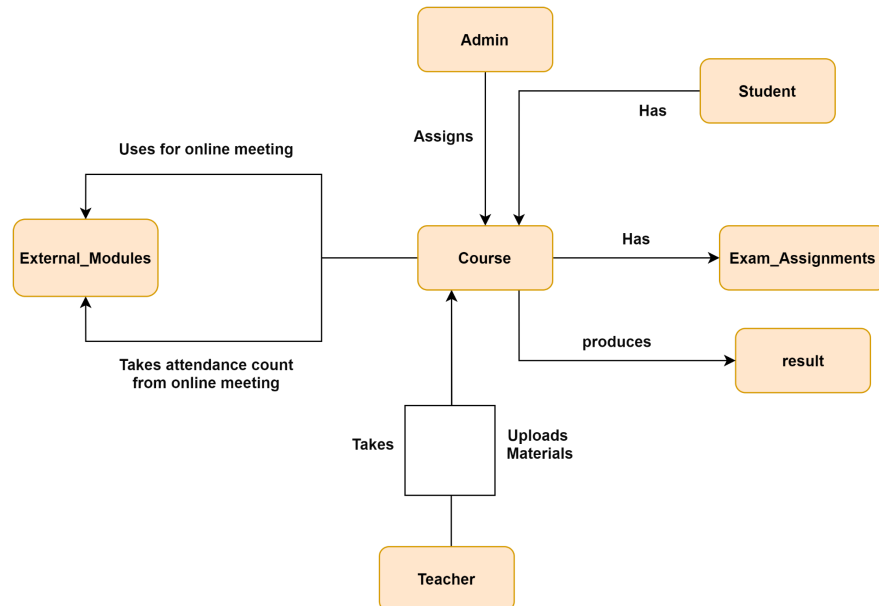 Admin
Student
Has
Assigns
Uses for online meeting
External_Modules
Course
Has
Exam_Assignments
produces
result
Takes attendance count
from online meeting
Takes
Uploads
Materials
Teacher